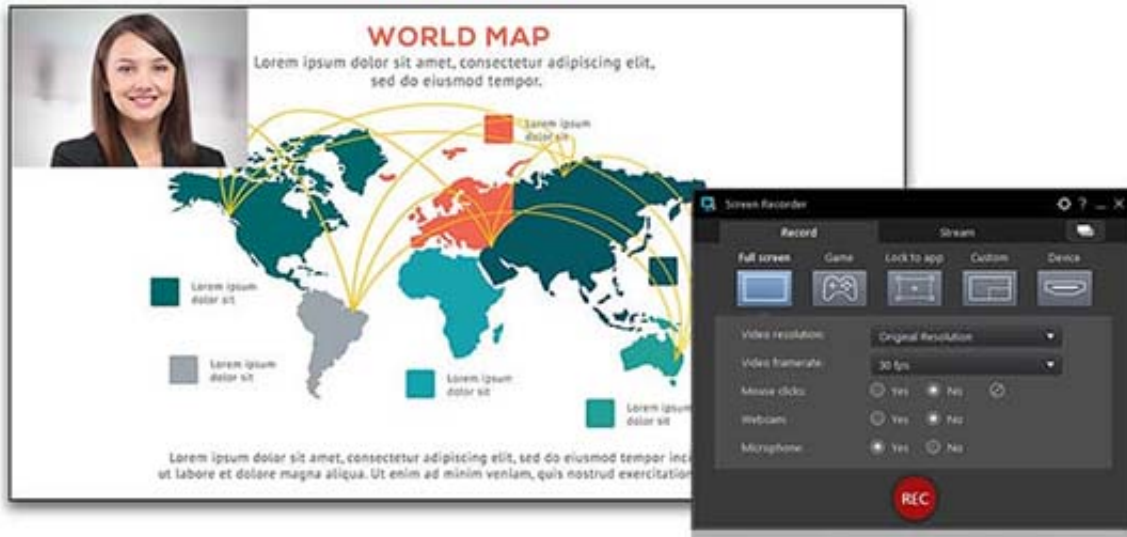 WORLD MAP
Lorem ipsum dolor sit amet, consectetur adipiscing elit,
sed do eiusmod tempor.
Lorem ipsum
dolor sit
Lorem ipsum
dolor sit
Lorem ipsum
dolor sit
Lorem ipsum
dolor sit
Lorem ipsum
dolor sit
Lorem ipsum dolor sit amet, consectetur adipiscing elit, sed do eiusmod tempor
ut labore et dolore magna aliqua. Ut enim ad minim veniam, quis nostrud exercitation
Screen Recorder
?
Record Stream
Full screen Game Lock to app Custom Device
Video resolution: Original Resolution
Video framerate: 30 fps
Mouse clicks: Yes No
Webcam: Yes No
Microphone: Yes No
REC